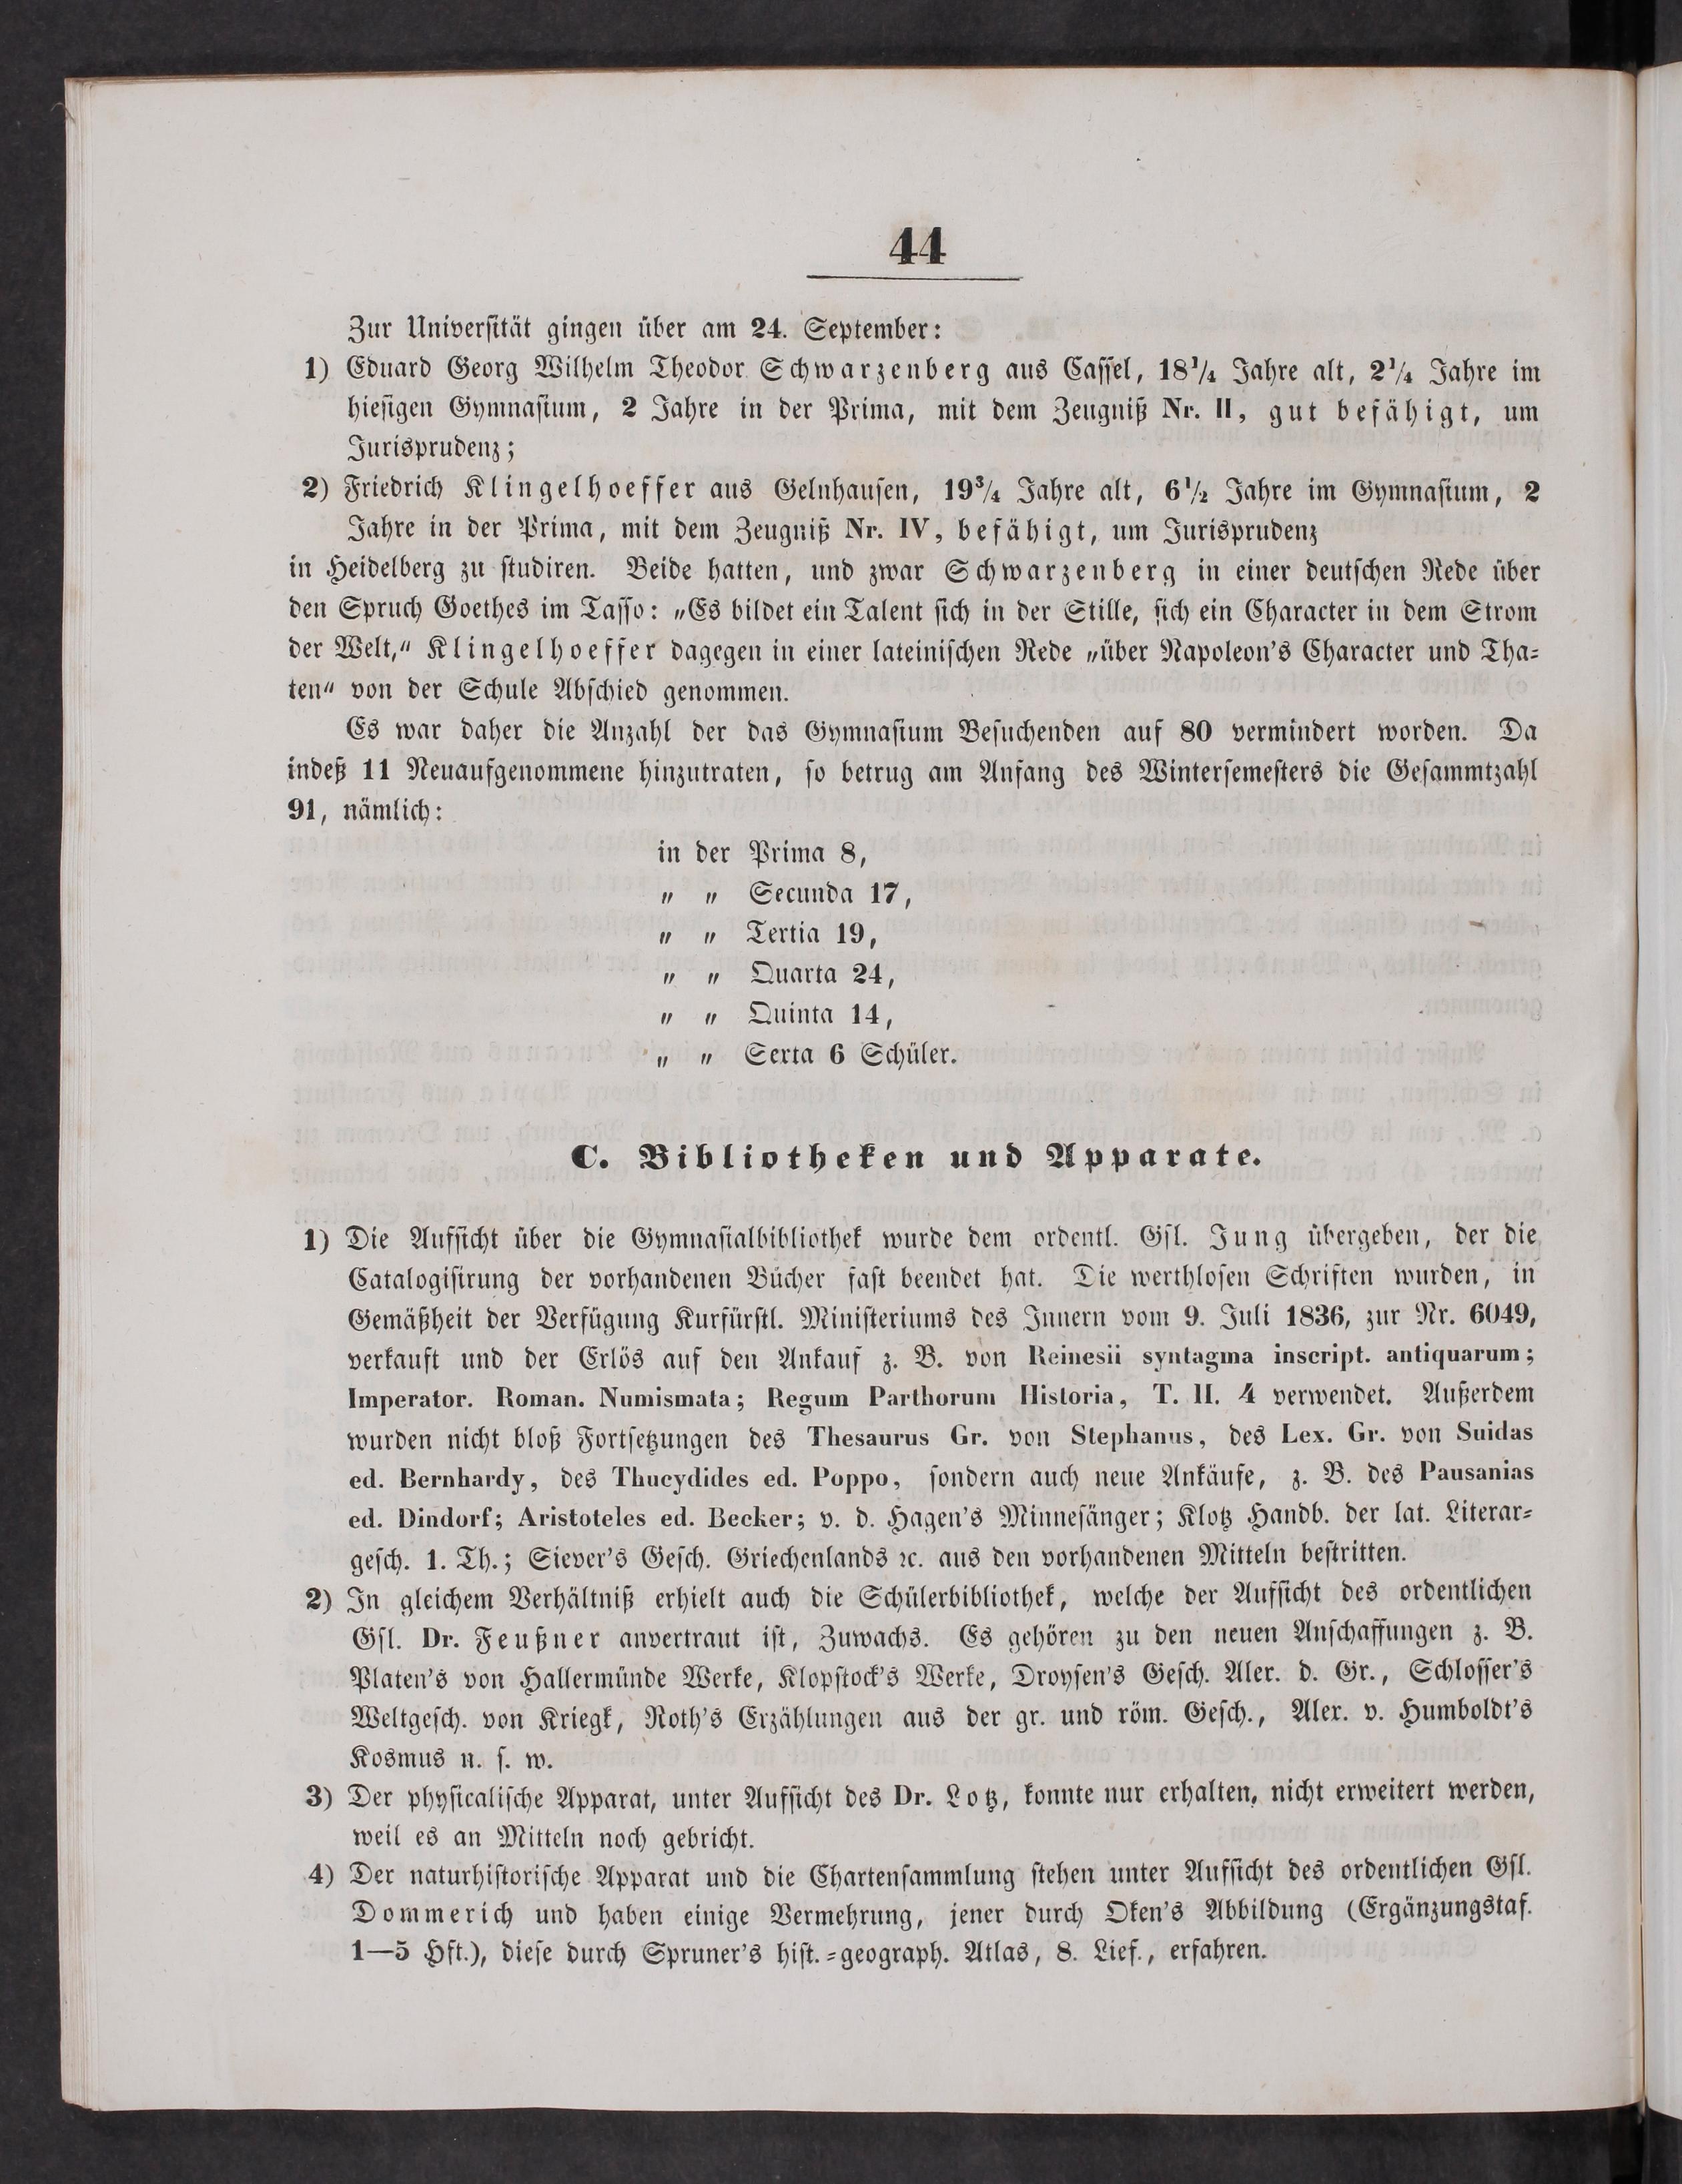 44
Zur Universität gingen über am 24. September:
1) Eduard Georg Wilhelm Theodor Schwarzenberg aus Cassel, 18¼ Jahre alt, 2¼ Jahre im
hiesigen Gymnasium, 2 Jahre in der Prima, mit dem Zeugniß Nr. II, gut befähigt, um
Jurisprudenz;
2) Friedrich Klingelhoeffer aus Gelnhausen, 19¾ Jahre alt, 6½ Jahre im Gymnasium, 2
Jahre in der Prima, mit dem Zeugniß Nr. IV, befähigt, um Jurisprudenz
in Heidelberg zu studiren. Beide hatten, und zwar Schwarzenberg in einer deutschen Rede über
den Spruch Goethes im Tasso: „Es bildet ein Talent sich in der Stille, sich ein Character in dem Strom
der Welt,“ Klingelhoeffer dagegen in einer lateinischen Rede „über Napoleon's Character und Tha-
ten“ von der Schule Abschied genommen.
Es war daher die Anzahl der das Gymnasium Besuchenden auf 80 vermindert worden. Da
indeß 11 Neuaufgenommene hinzutraten, so betrug am Anfang des Wintersemesters die Gesammtzahl
91, nämlich:
in der Prima 8,
„ „ Secunda 17,
„ „ Tertia 19,
„ „ Quarta 24,
„ „ Quinta 14,
„ „ Sexta 6 Schüler.
C. Bibliotheken und Apparate.
1) Die Aufsicht über die Gymnasialbibliothek wurde dem ordentl. Gsl. Jung übergeben, der die
Catalogisirung der vorhandenen Bücher fast beendet hat. Die werthlosen Schriften wurden, in
Gemäßheit der Verfügung Kurfürstl. Ministeriums des Innern vom 9. Juli 1836, zur Nr. 6049,
verkauft und der Erlös auf den Ankauf z. B. von Reinesii syntagma inscript. antiquarum;
Imperator. Roman. Numismata; Regum Parthorum Historia, T. II. 4 verwendet. Außerdem
wurden nicht bloß Fortsetzungen des Thesaurus Gr. von Stephanus, des Lex. Gr. von Suidas
ed. Bernhardy, des Thucydides ed. Poppo, sondern auch neue Ankäufe, z. B. des Pausanias
ed. Dindorf; Aristoteles ed. Becker; v. d. Hagen's Minnesänger; Klotz Handb. der lat. Literar-
gesch. 1. Th.; Siever's Gesch. Griechenlands ꝛc. aus den vorhandenen Mitteln bestritten.
2) In gleichem Verhältniß erhielt auch die Schülerbibliothek, welche der Aufsicht des ordentlichen
Gsl. Dr. Feußner anvertraut ist, Zuwachs. Es gehören zu den neuen Anschaffungen z. B.
Platen's von Hallermünde Werke, Klopstock's Werke, Droysen's Gesch. Alex. d. Gr., Schlosser's
Weltgesch. von Kriegk, Roth's Erzählungen aus der gr. und röm. Gesch., Alex. v. Humboldt's
Kosmus n. s. w.
3) Der physicalische Apparat, unter Aufsicht des Dr. Lotz, konnte nur erhalten, nicht erweitert werden,
weil es an Mitteln noch gebricht.
4) Der naturhistorische Apparat und die Chartensammlung stehen unter Aufsicht des ordentlichen Gsl.
Dommerich und haben einige Vermehrung, jener durch Oken's Abbildung (Ergänzungstaf.
1—5 Hft.), diese durch Spruner's hist.-geograph. Atlas, 8. Lief., erfahren.